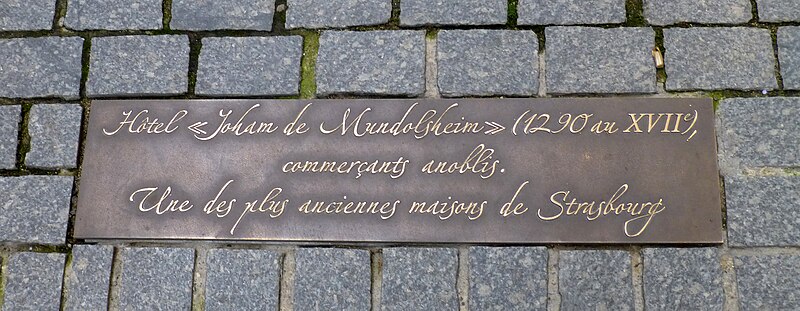 Hôtel « Joham de Mundolsheim » (1290 au XVIIᵉ),
commerçants anoblis.
Une des plus anciennes maisons de Strasbourg